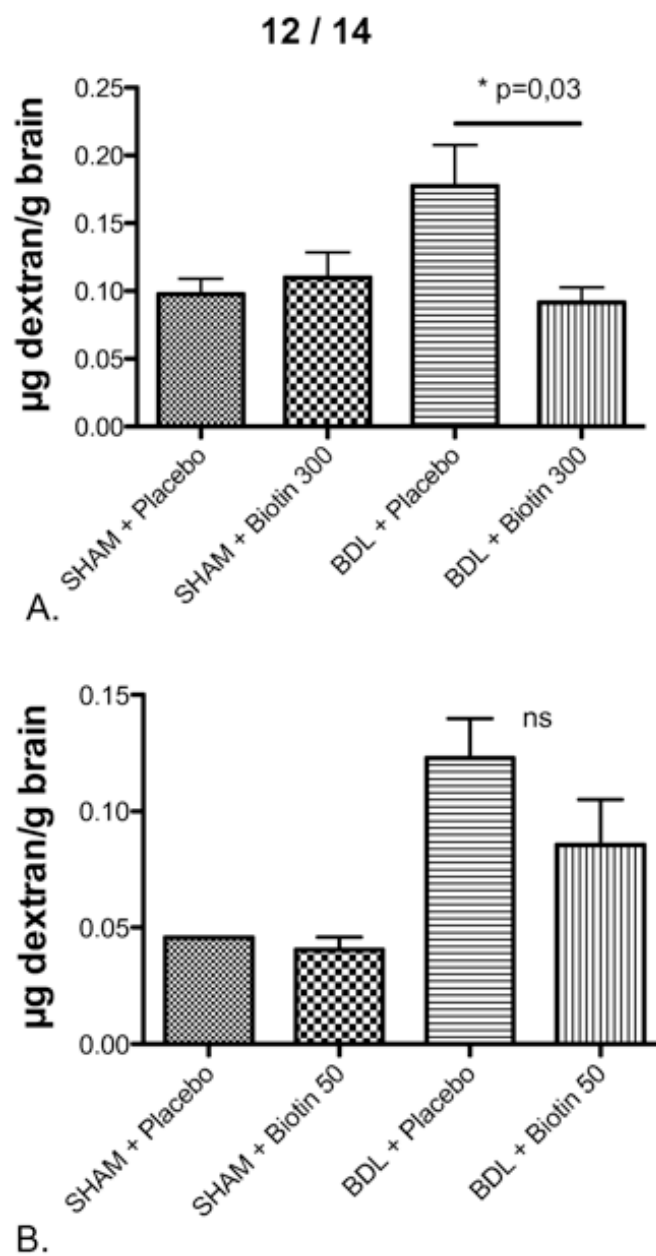 12 / 14
µg dextran/g brain
0.25
0.20
0.15
0.10
0.05
0.00
* p=0,03
SHAM + Placebo
SHAM + Biotin 300
BDL + Placebo
BDL + Biotin 300
A.
µg dextran/g brain
0.15
0.10
0.05
0.00
ns
SHAM + Placebo
SHAM + Biotin 50
BDL + Placebo
BDL + Biotin 50
B.